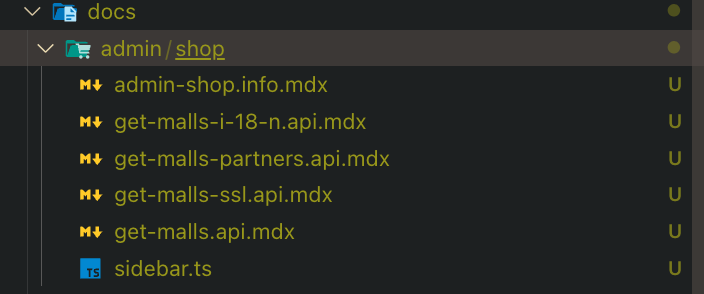 docs
admin/shop
admin-shop.info.mdx U
get-malls-i-18-n.api.mdx U
get-malls-partners.api.mdx U
get-malls-ssl.api.mdx U
get-malls.api.mdx U
TS sidebar.ts U